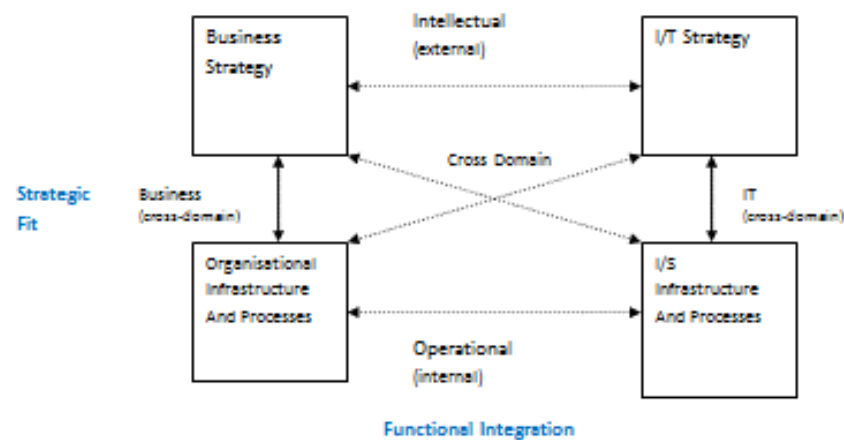 Business
Strategy
Intellectual
(external)
I/T Strategy
Cross Domain
Strategic
Fit
Business
(cross-domain)
IT
(cross-domain)
Organisational
Infrastructure
And Processes
I/S
Infrastructure
And Processes
Operational
(internal)
Functional Integration